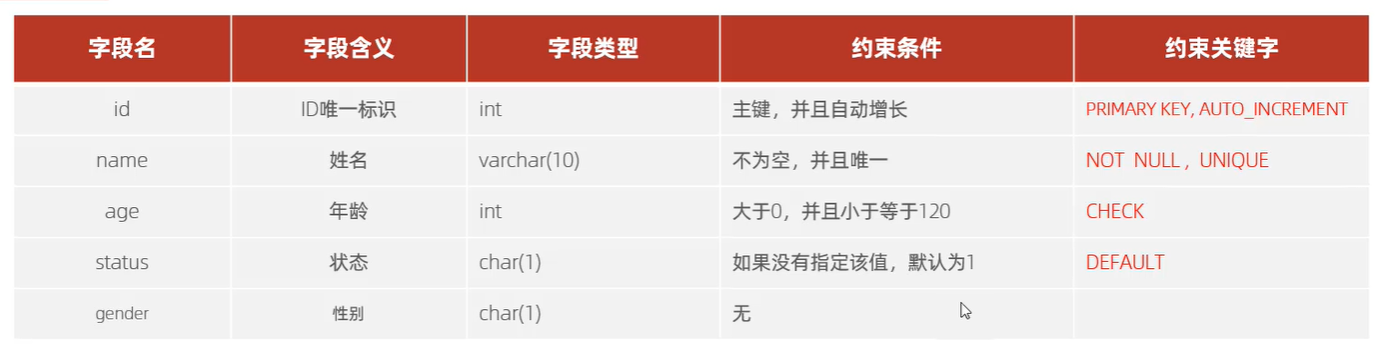 字段名 字段含义 字段类型 约束条件 约束关键字
id ID唯一标识 int 主键，并且自动增长 PRIMARY KEY, AUTO_INCREMENT
name 姓名 varchar(10) 不为空，并且唯一 NOT NULL , UNIQUE
age 年龄 int 大于0，并且小于等于120 CHECK
status 状态 char(1) 如果没有指定该值，默认为1 DEFAULT
gender 性别 char(1) 无